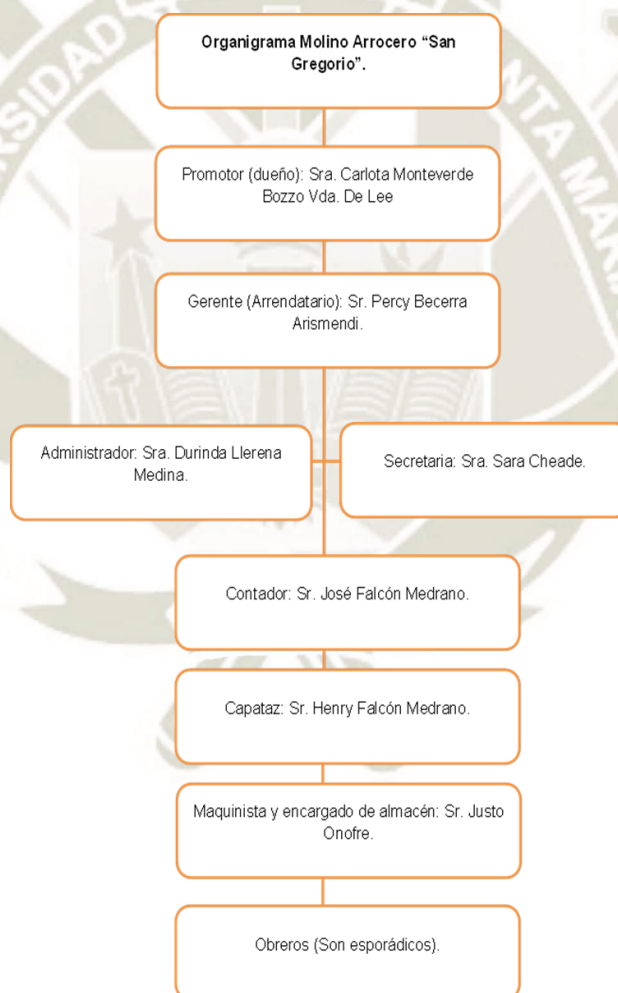 Organigrama Molino Arrocero “San
Gregorio”.
Promotor (dueño): Sra. Carlota Monteverde
Bozzo Vda. De Lee
Gerente (Arrendatario): Sr. Percy Becerra
Arismendi.
Administrador: Sra. Durinda Llerena
Medina.
Secretaria: Sra. Sara Cheade.
Contador: Sr. José Falcón Medrano.
Capataz: Sr. Henry Falcón Medrano.
Maquinista y encargado de almacén: Sr. Justo
Onofre.
Obreros (Son esporádicos).